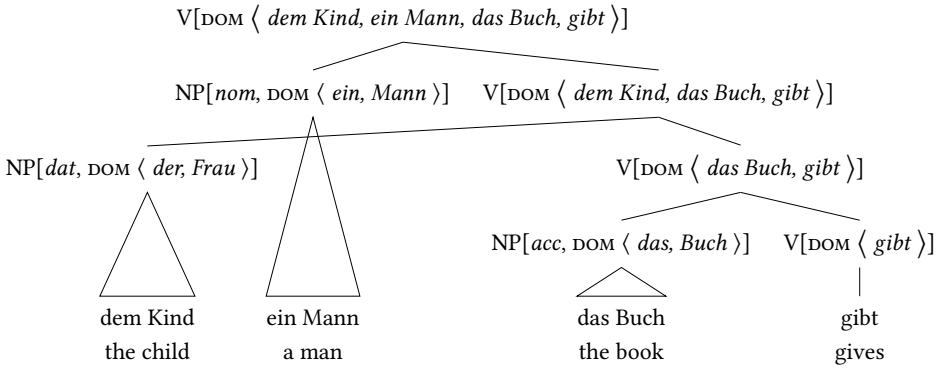 V[DOM ⟨ dem Kind, ein Mann, das Buch, gibt ⟩]
NP[nom, DOM ⟨ ein, Mann ⟩] V[DOM ⟨ dem Kind, das Buch, gibt ⟩]
NP[dat, DOM ⟨ der, Frau ⟩] V[DOM ⟨ das Buch, gibt ⟩]
NP[acc, DOM ⟨ das, Buch ⟩] V[DOM ⟨ gibt ⟩]
dem Kind ein Mann das Buch gibt
the child a man the book gives